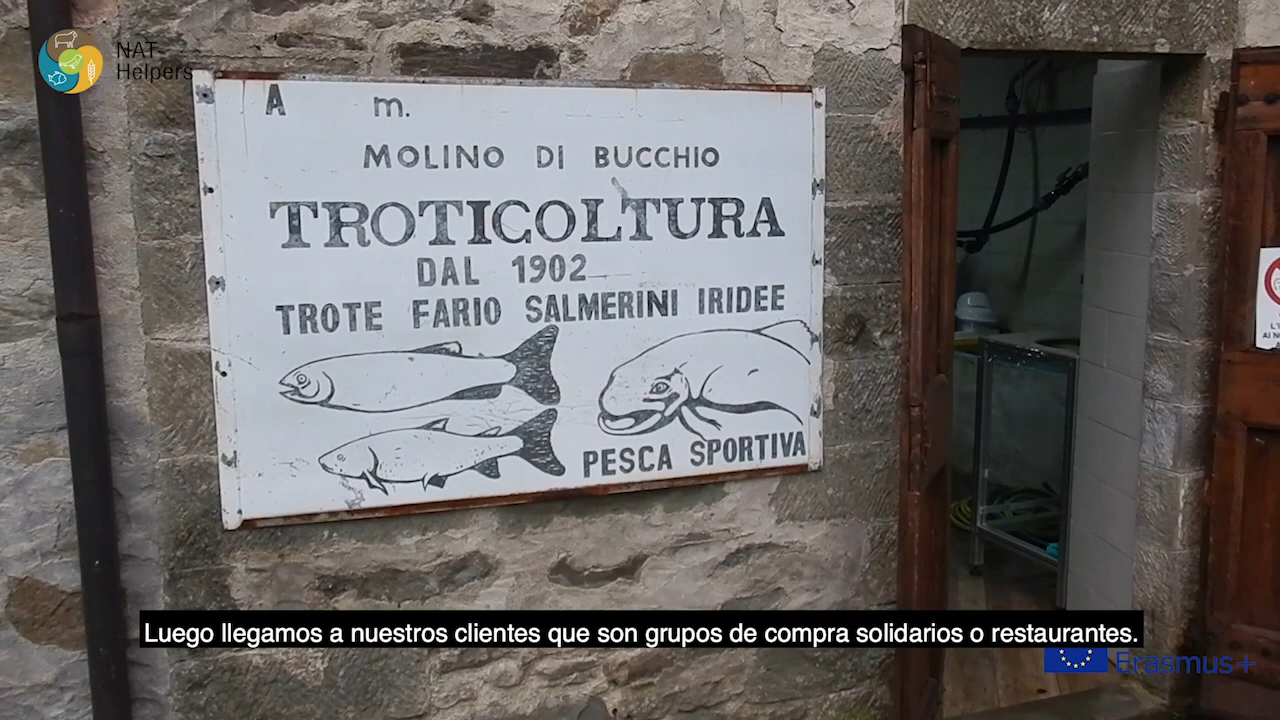 NAT-
Helpers
A m.
MOLINO DI BUCCHIO
TROTICOLTURA
DAL 1902
TROTE FARIO SALMERINI IRIDEE
PESCA SPORTIVA
Luego llegamos a nuestros clientes que son grupos de compra solidarios o restaurantes.
Erasmus+